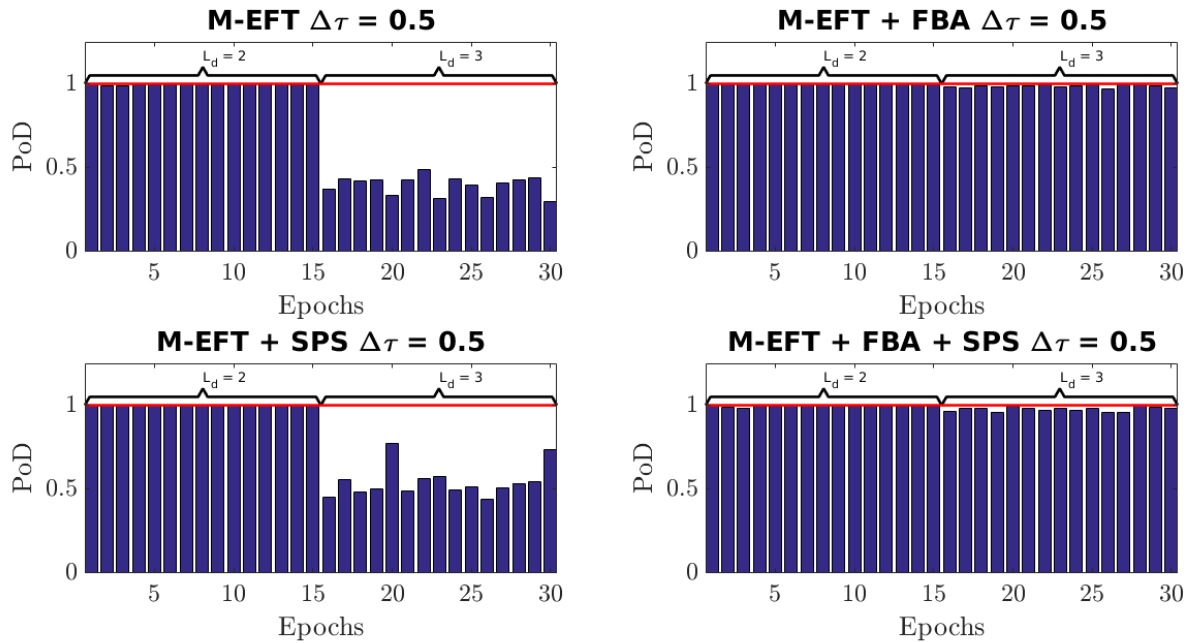 M-EFT Δτ = 0.5
L_d = 2
L_d = 3
1
0.5
0
PoD
5 10 15 20 25 30
Epochs
M-EFT + FBA Δτ = 0.5
L_d = 2
L_d = 3
1
0.5
0
PoD
5 10 15 20 25 30
Epochs
M-EFT + SPS Δτ = 0.5
L_d = 2
L_d = 3
1
0.5
0
PoD
5 10 15 20 25 30
Epochs
M-EFT + FBA + SPS Δτ = 0.5
L_d = 2
L_d = 3
1
0.5
0
PoD
5 10 15 20 25 30
Epochs